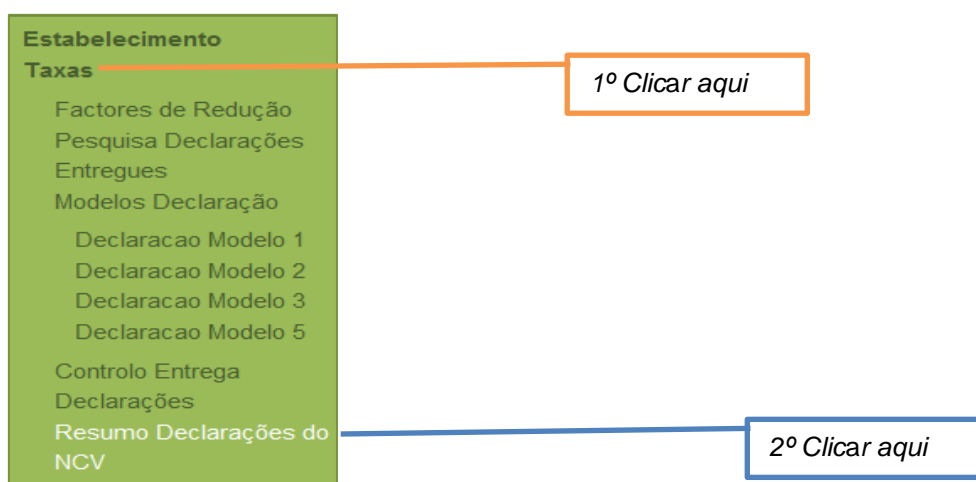 Estabelecimento
Taxas
1º Clicar aqui
Factores de Redução
Pesquisa Declarações
Entregues
Modelos Declaração
Declaracao Modelo 1
Declaracao Modelo 2
Declaracao Modelo 3
Declaracao Modelo 5
Controlo Entrega
Declarações
Resumo Declarações do
NCV
2º Clicar aqui